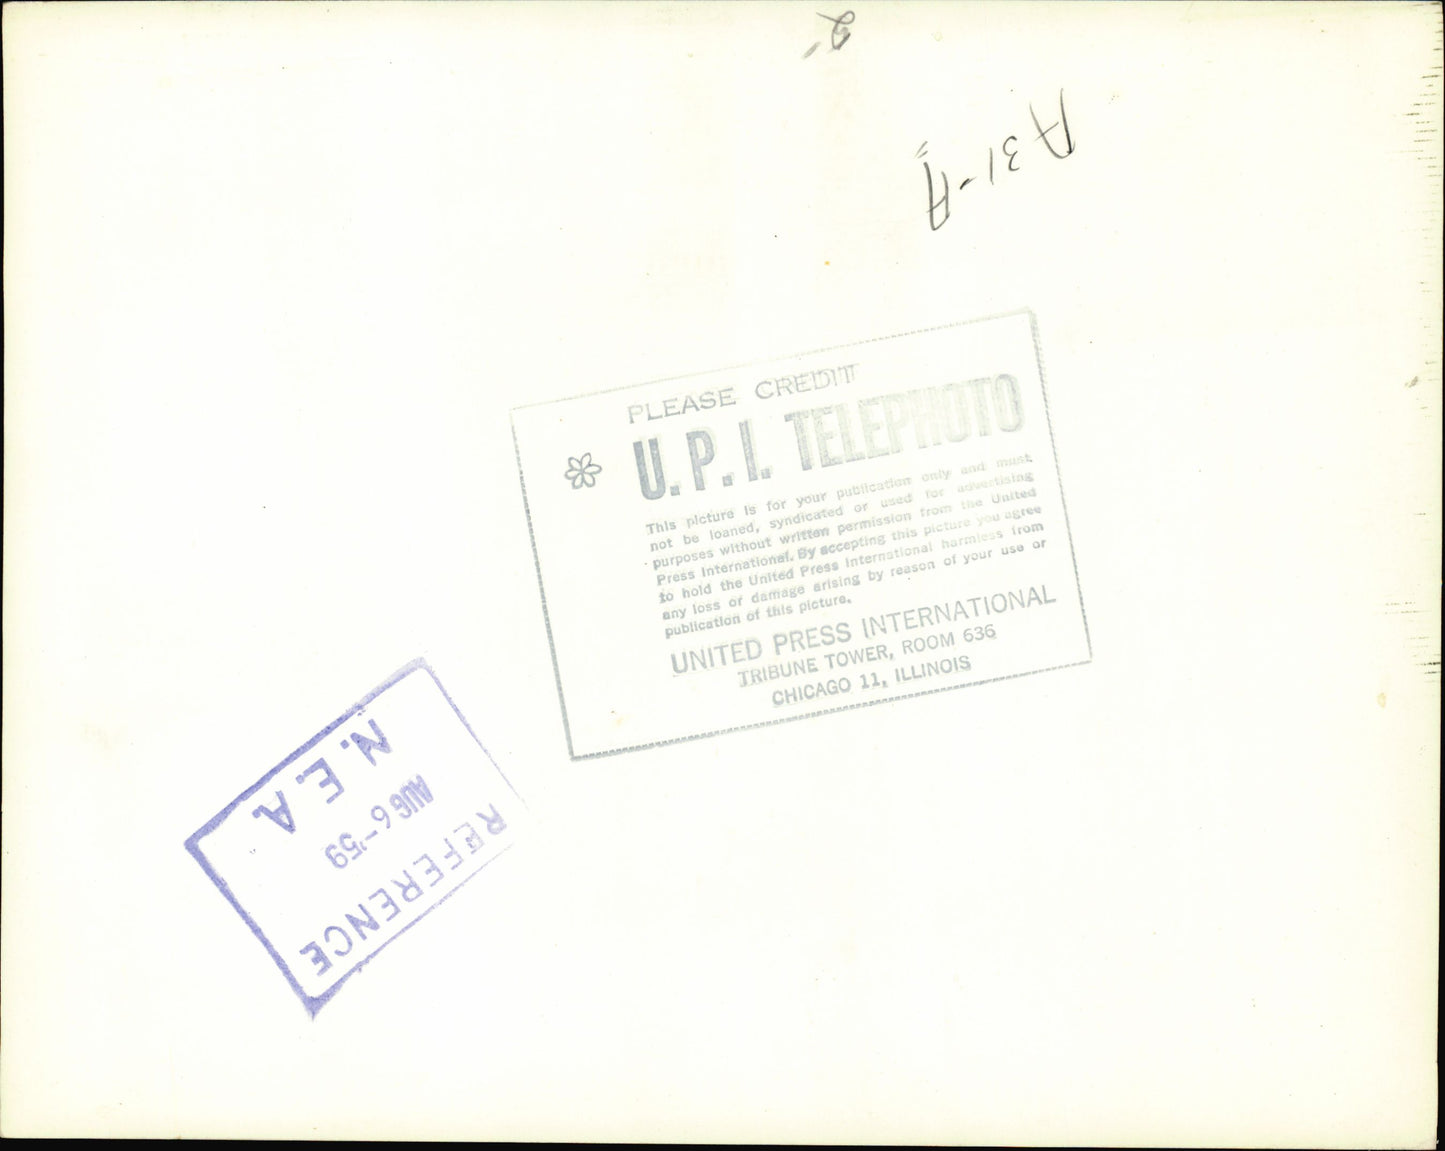 2
A 31-A
PLEASE CREDIT
U.P.I. TELEPHOTO
This picture is for your publication only and must
not be loaned, syndicated or used for advertising
purposes without written permission from the United
Press International. By accepting this picture you agree
to hold the United Press International harmless from
any loss or damage arising by reason of your use or
publication of this picture.
UNITED PRESS INTERNATIONAL
TRIBUNE TOWER, ROOM 636
CHICAGO 11, ILLINOIS
REFERENCE
AUG 6-'59
N. E. A.